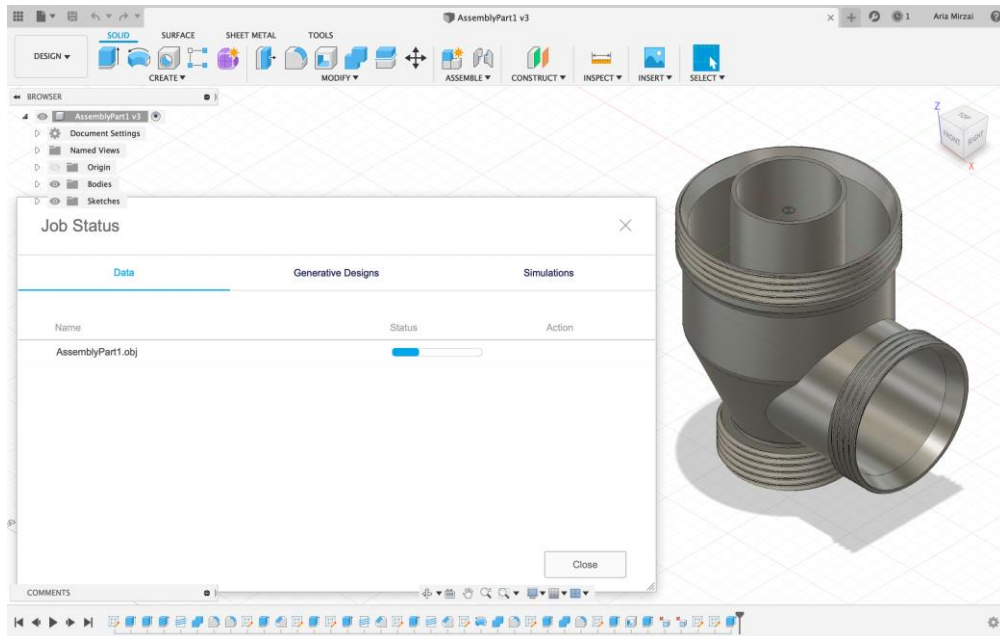 AssemblyPart1 v3
1
Aria Mirzai
DESIGN
SOLID SURFACE SHEET METAL TOOLS
CREATE MODIFY ASSEMBLE CONSTRUCT INSPECT INSERT SELECT
BROWSER
AssemblyPart1 v3
Document Settings
Named Views
Origin
Bodies
Sketches
Z
TOP
FRONT RIGHT
X
Job Status
Data Generative Designs Simulations
Name Status Action
AssemblyPart1.obj
Close
COMMENTS